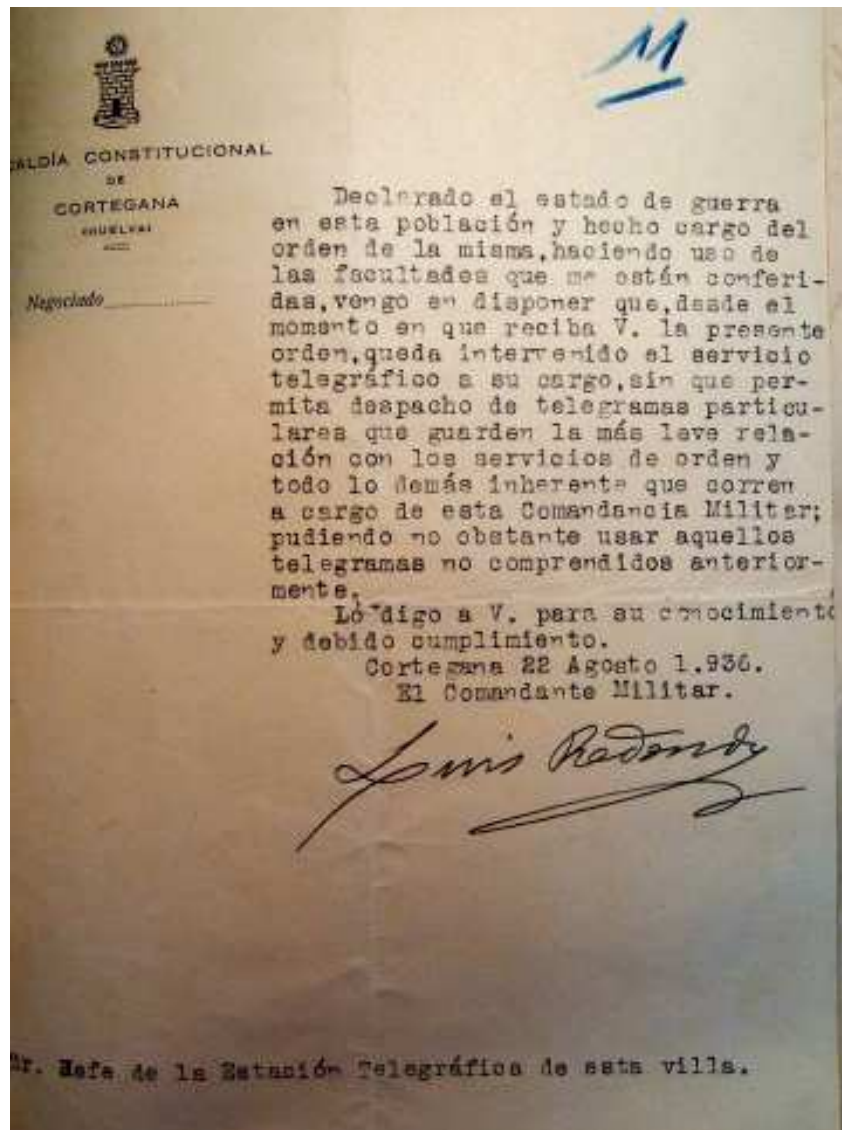 11
ALDÍA CONSTITUCIONAL
DE
CORTEGANA
(HUELVA)
Negociado
Declarado el estado de guerra
en esta población y hecho cargo del
orden de la misma,haciendo uso de
las facultades que me están conferi-
das,vengo en disponer que,desde el
momento en que reciba V. la presente
orden,queda intervenido el servicio
telegráfico a su cargo,sin que per-
mita despacho de telegramas particu-
lares que guarden la más leve rela-
ción con los servicios de orden y
todo lo demás inherente que corren
a cargo de esta Comandancia Militar;
pudiendo no obstante usar aquellos
telegramas no comprendidos anterior-
mente.
Lo digo a V. para su conocimiento
y debido cumplimiento.
Cortegana 22 Agosto 1.936.
El Comandante Militar.
Luis Redondo
Sr. Jefe de la Estación Telegráfica de esta villa.